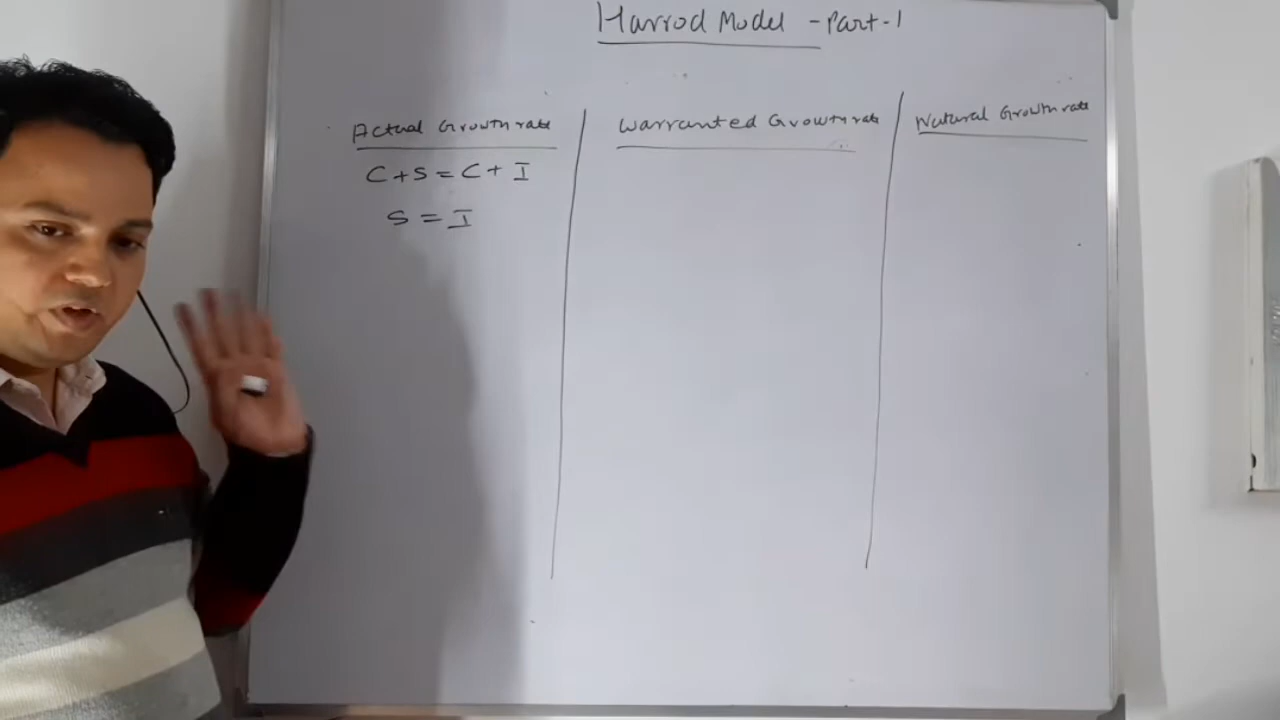 Harrod Model - Part-1
Actual Growth rate
C+S = C+ I
S = I
Warranted Growth rate
Natural Growth rate